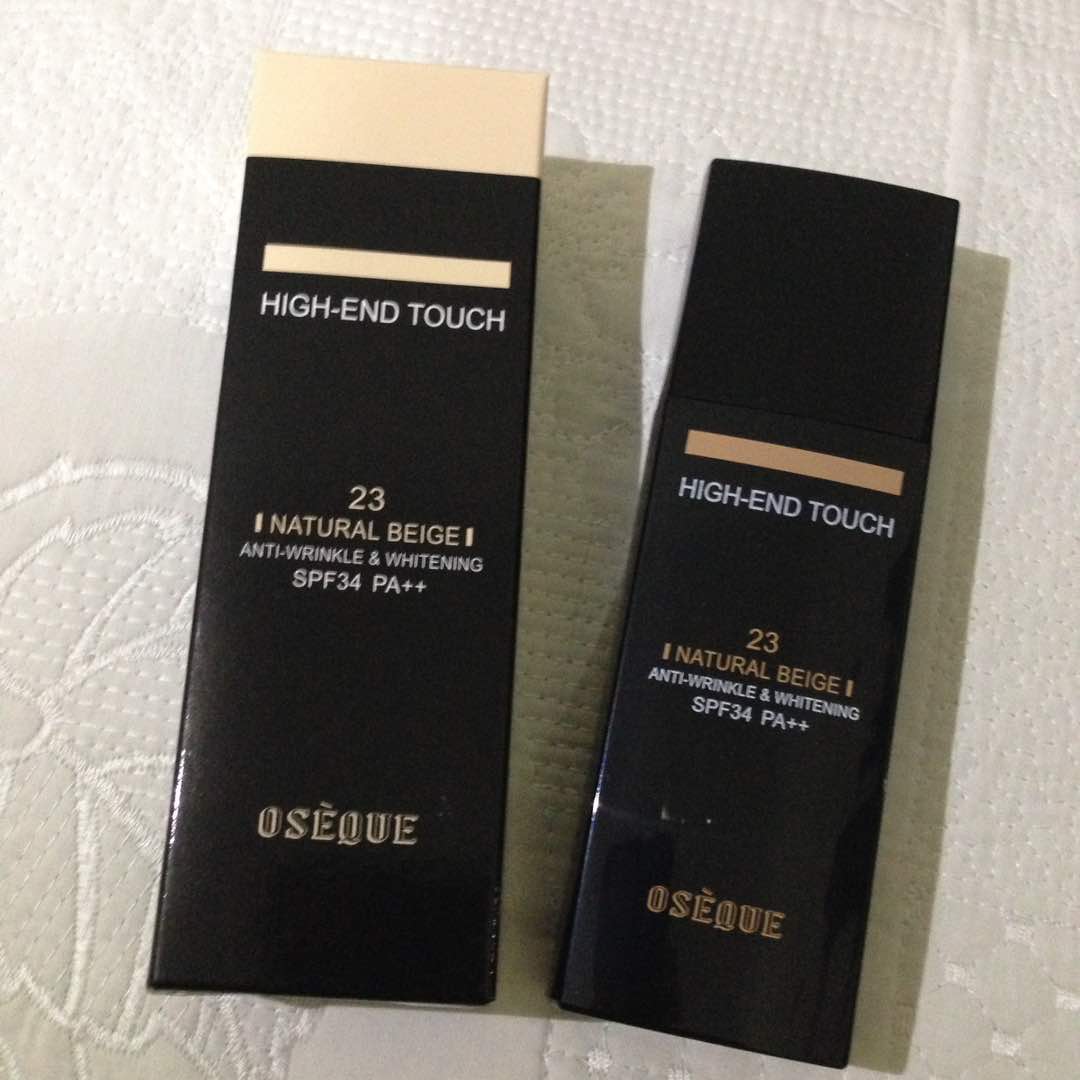 HIGH-END TOUCH
23
NATURAL BEIGE
ANTI-WRINKLE & WHITENING
SPF34 PA++
OSÈQUE
HIGH-END TOUCH
23
NATURAL BEIGE
ANTI-WRINKLE & WHITENING
SPF34 PA++
OSÈQUE